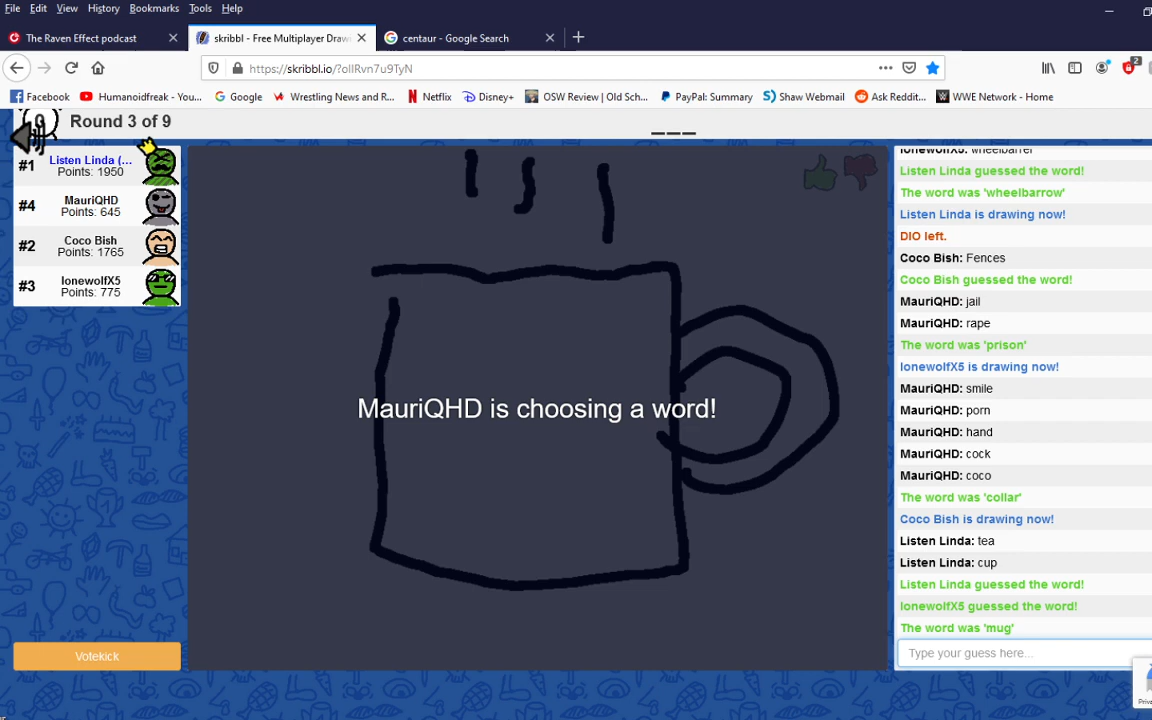 File Edit View History Bookmarks Tools Help
The Raven Effect podcast
skribbl - Free Multiplayer Draw
centaur - Google Search
https://skribbl.io/?olIRvn7u9TyN
2
Facebook Humanoidfreak - You... Google Wrestling News and R... Netflix Disney+ OSW Review | Old Sch... PayPal: Summary Shaw Webmail Ask Reddit... WWE Network - Home
0 Round 3 of 9
#1 Listen Linda (...
Points: 1950
#4 MauriQHD
Points: 645
#2 Coco Bish
Points: 1765
#3 lonewolfX5
Points: 775
Votekick
MauriQHD is choosing a word!
lonewolfX5: wheelbarrel
Listen Linda guessed the word!
The word was 'wheelbarrow'
Listen Linda is drawing now!
DIO left.
Coco Bish: Fences
Coco Bish guessed the word!
MauriQHD: jail
MauriQHD: rape
The word was 'prison'
lonewolfX5 is drawing now!
MauriQHD: smile
MauriQHD: porn
MauriQHD: hand
MauriQHD: cock
MauriQHD: coco
The word was 'collar'
Coco Bish is drawing now!
Listen Linda: tea
Listen Linda: cup
Listen Linda guessed the word!
lonewolfX5 guessed the word!
The word was 'mug'
Type your guess here...